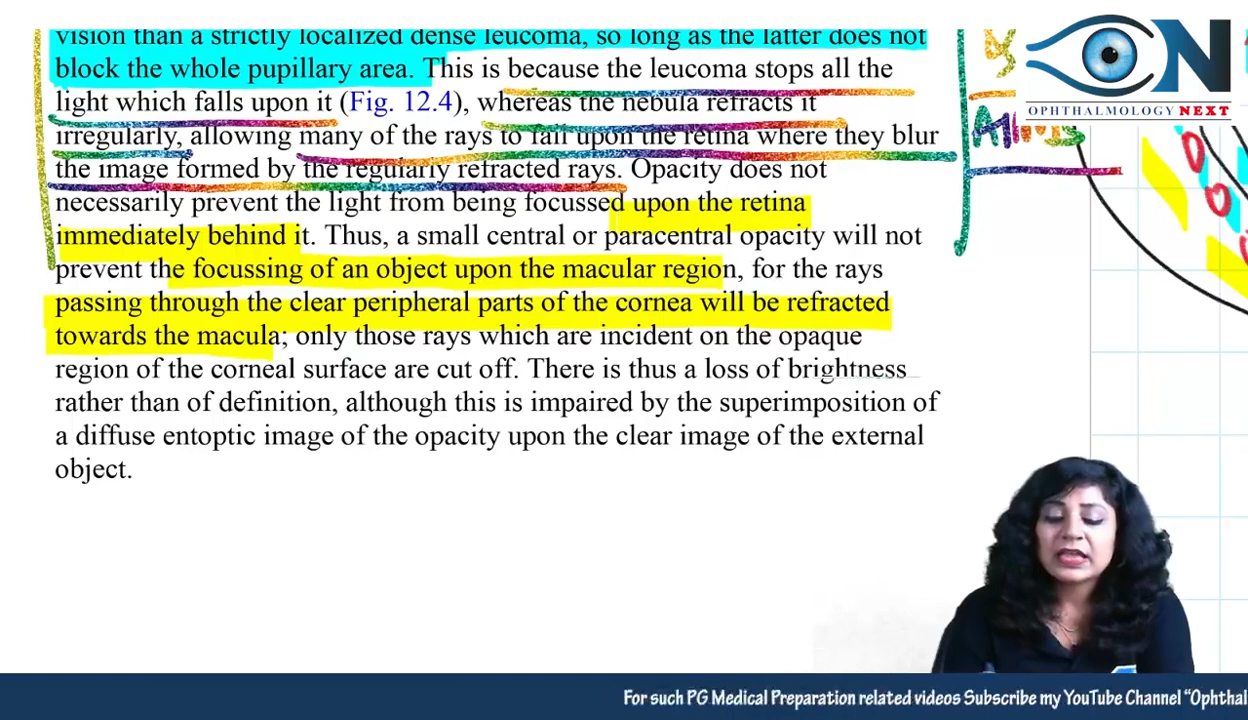 vision than a strictly localized dense leucoma, so long as the latter does not
block the whole pupillary area. This is because the leucoma stops all the
light which falls upon it (Fig. 12.4), whereas the nebula refracts it
irregularly, allowing many of the rays to fall upon the retina where they blur
the image formed by the regularly refracted rays. Opacity does not
necessarily prevent the light from being focussed upon the retina
immediately behind it. Thus, a small central or paracentral opacity will not
prevent the focussing of an object upon the macular region, for the rays
passing through the clear peripheral parts of the cornea will be refracted
towards the macula; only those rays which are incident on the opaque
region of the corneal surface are cut off. There is thus a loss of brightness
rather than of definition, although this is impaired by the superimposition of
a diffuse entoptic image of the opacity upon the clear image of the external
object.
N
OPHTHALMOLOGY NEXT
For such PG Medical Preparation related videos Subscribe my YouTube Channel "Ophthal